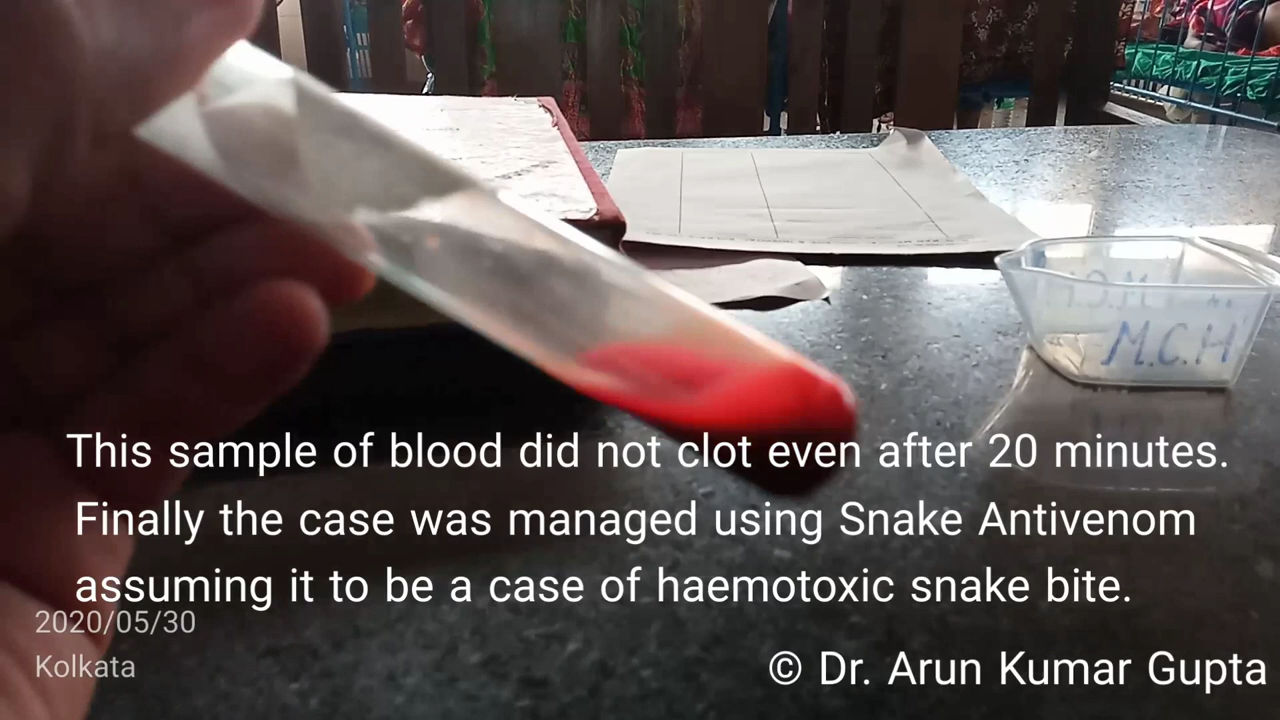 M.C.H
This sample of blood did not clot even after 20 minutes.
Finally the case was managed using Snake Antivenom
assuming it to be a case of haemotoxic snake bite.
2020/05/30
Kolkata
© Dr. Arun Kumar Gupta